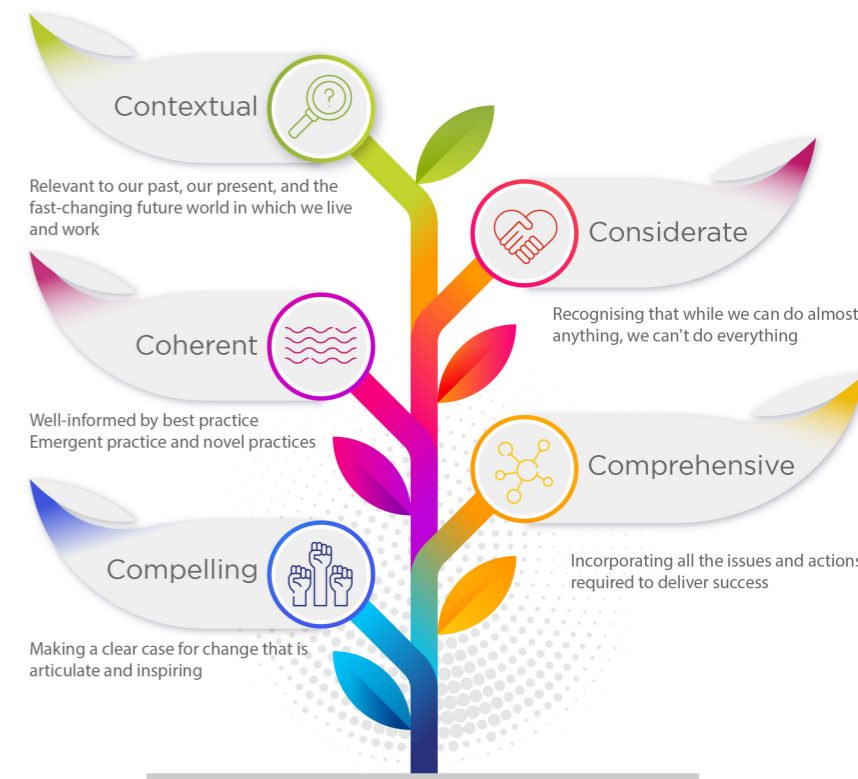 Contextual
Relevant to our past, our present, and the
fast-changing future world in which we live
and work
Considerate
Recognising that while we can do almost
anything, we can't do everything
Coherent
Well-informed by best practice
Emergent practice and novel practices
Comprehensive
Incorporating all the issues and actions
required to deliver success
Compelling
Making a clear case for change that is
articulate and inspiring
?